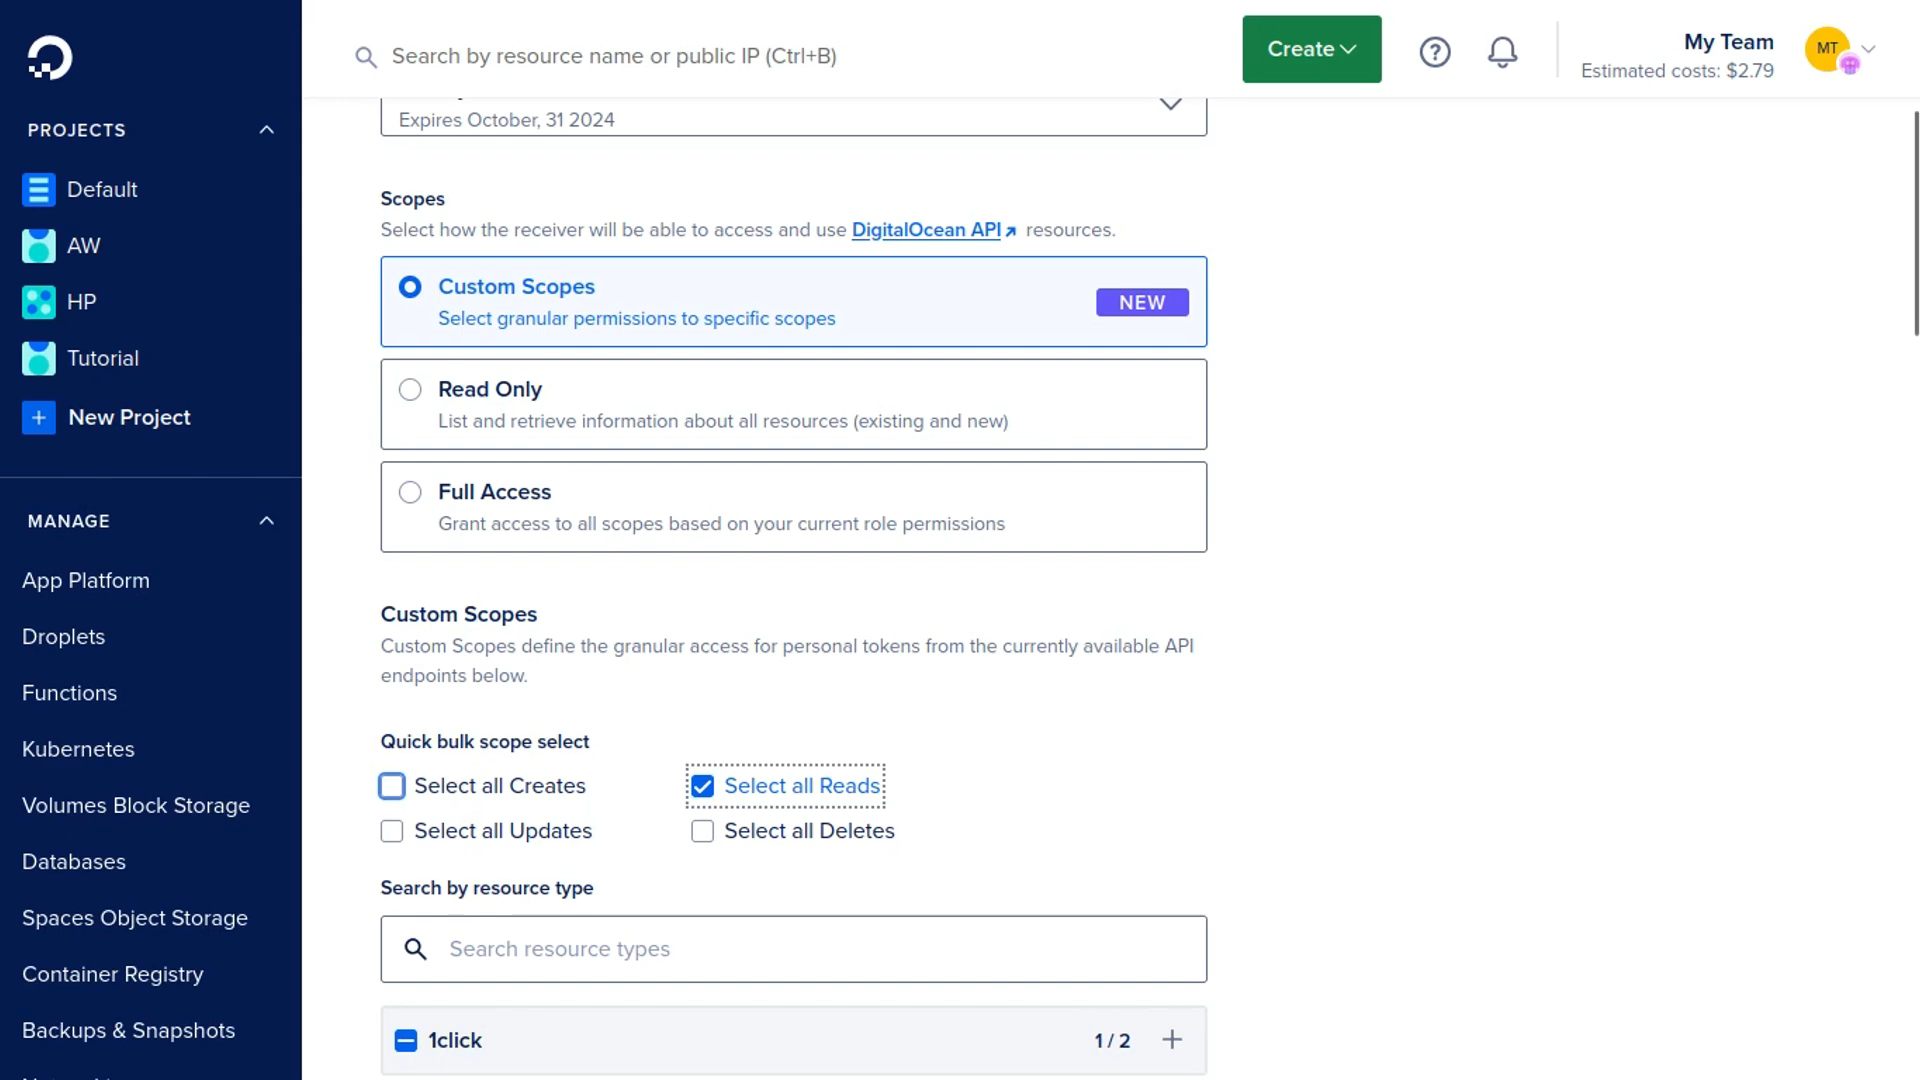 Search by resource name or public IP (Ctrl+B)
Create
My Team
Estimated costs: $2.79
MT
PROJECTS
Default
AW
HP
Tutorial
New Project
MANAGE
App Platform
Droplets
Functions
Kubernetes
Volumes Block Storage
Databases
Spaces Object Storage
Container Registry
Backups & Snapshots
Expires October, 31 2024
Scopes
Select how the receiver will be able to access and use DigitalOcean API resources.
Custom Scopes
Select granular permissions to specific scopes
NEW
Read Only
List and retrieve information about all resources (existing and new)
Full Access
Grant access to all scopes based on your current role permissions
Custom Scopes
Custom Scopes define the granular access for personal tokens from the currently available API
endpoints below.
Quick bulk scope select
Select all Creates
Select all Reads
Select all Updates
Select all Deletes
Search by resource type
Search resource types
1click
1 / 2